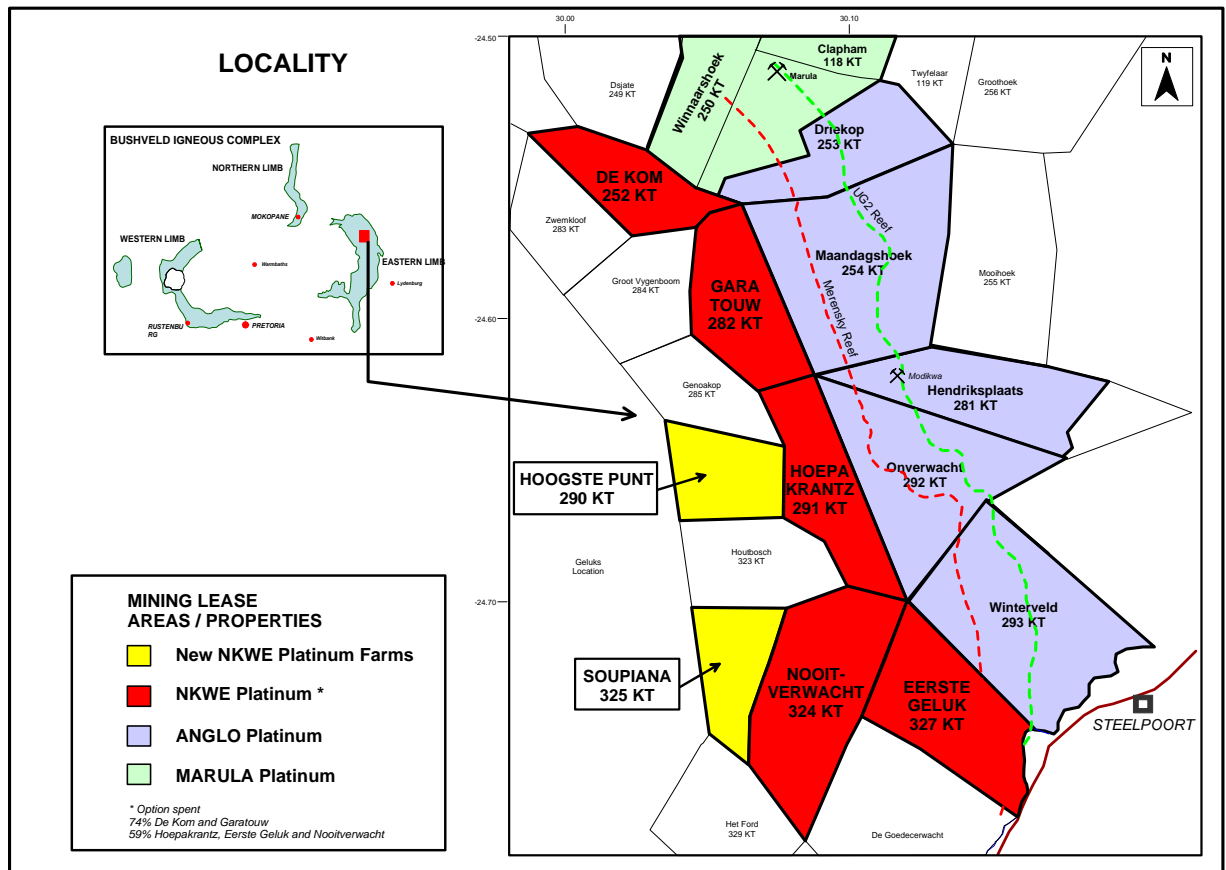 LOCALITY
BUSHVELD IGNEOUS COMPLEX
NORTHERN LIMB
MOKOPANE
WESTERN LIMB
Warmbaths
EASTERN LIMB
Lydenburg
RUSTENBU
RG
PRETORIA
Witbank
30.00
30.10
-24.50
-24.60
-24.70
N
Dsjate
249 KT
Winnaarshoek
250 KT
Clapham
118 KT
Marula
Twyfelaar
119 KT
Groothoek
256 KT
Driekop
253 KT
DE KOM
252 KT
Zwemkloof
283 KT
UG2 Reef
Maandagshoek
254 KT
Mooihoek
255 KT
Groot Vygenboom
284 KT
GARA
TOUW
282 KT
Merensky Reef
Genoakop
285 KT
Modikwa
Hendriksplaats
281 KT
HOOGSTE PUNT
290 KT
HOEPA
KRANTZ
291 KT
Onverwacht
292 KT
Geluks
Location
Houtbosch
323 KT
Winterveld
293 KT
SOUPIANA
325 KT
NOOIT-
VERWACHT
324 KT
EERSTE
GELUK
327 KT
STEELPOORT
Het Ford
329 KT
De Goedecerwacht
MINING LEASE
AREAS / PROPERTIES
New NKWE Platinum Farms
NKWE Platinum *
ANGLO Platinum
MARULA Platinum
* Option spent
74% De Kom and Garatouw
59% Hoepakrantz, Eerste Geluk and Nooitverwacht